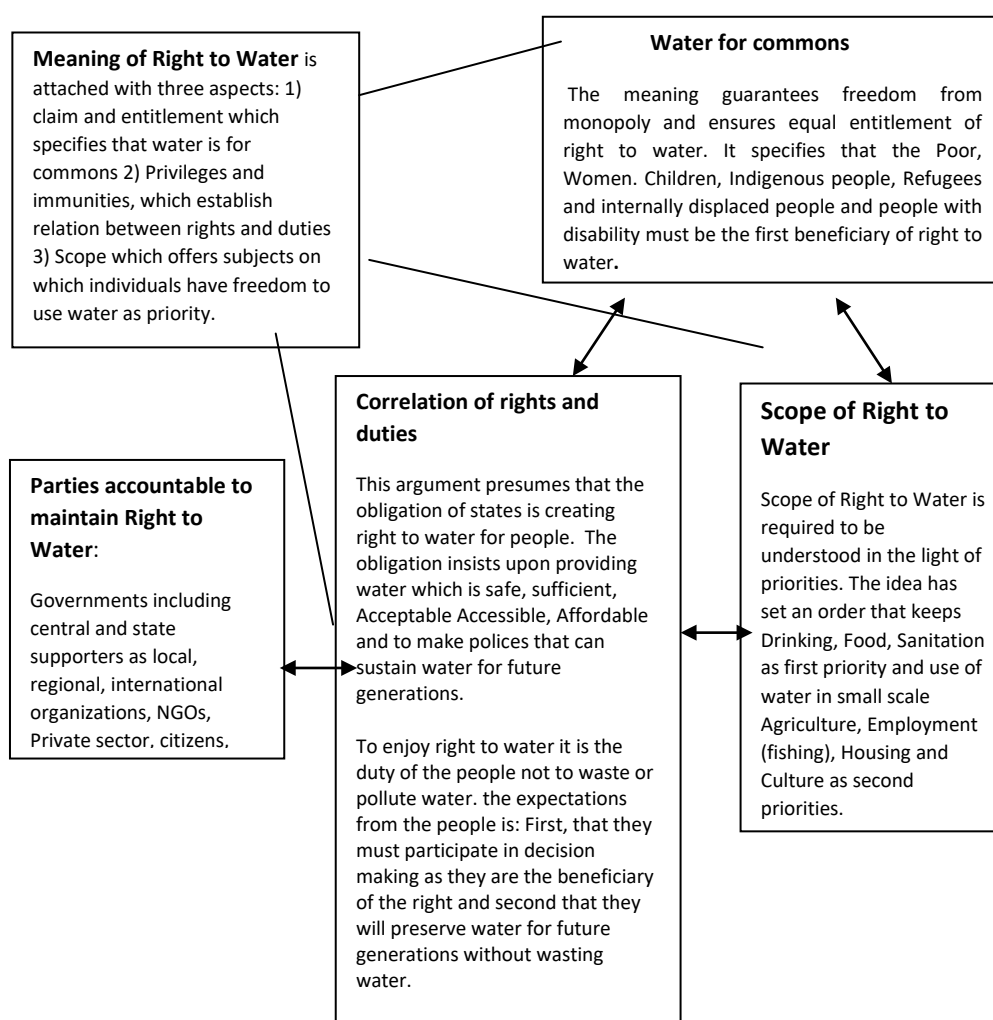 Meaning of Right to Water is
attached with three aspects: 1)
claim and entitlement which
specifies that water is for
commons 2) Privileges and
immunities, which establish
relation between rights and duties
3) Scope which offers subjects on
which individuals have freedom to
use water as priority.
Water for commons
The meaning guarantees freedom from
monopoly and ensures equal entitlement of
right to water. It specifies that the Poor,
Women. Children, Indigenous people, Refugees
and internally displaced people and people with
disability must be the first beneficiary of right to
water.
Parties accountable to
maintain Right to
Water:
Governments including
central and state
supporters as local,
regional, international
organizations, NGOs,
Private sector, citizens,
Correlation of rights and
duties
This argument presumes that the
obligation of states is creating
right to water for people. The
obligation insists upon providing
water which is safe, sufficient,
Acceptable Accessible, Affordable
and to make polices that can
sustain water for future
generations.
To enjoy right to water it is the
duty of the people not to waste or
pollute water. the expectations
from the people is: First, that they
must participate in decision
making as they are the beneficiary
of the right and second that they
will preserve water for future
generations without wasting
water.
Scope of Right to
Water
Scope of Right to Water is
required to be
understood in the light of
priorities. The idea has
set an order that keeps
Drinking, Food, Sanitation
as first priority and use of
water in small scale
Agriculture, Employment
(fishing), Housing and
Culture as second
priorities.